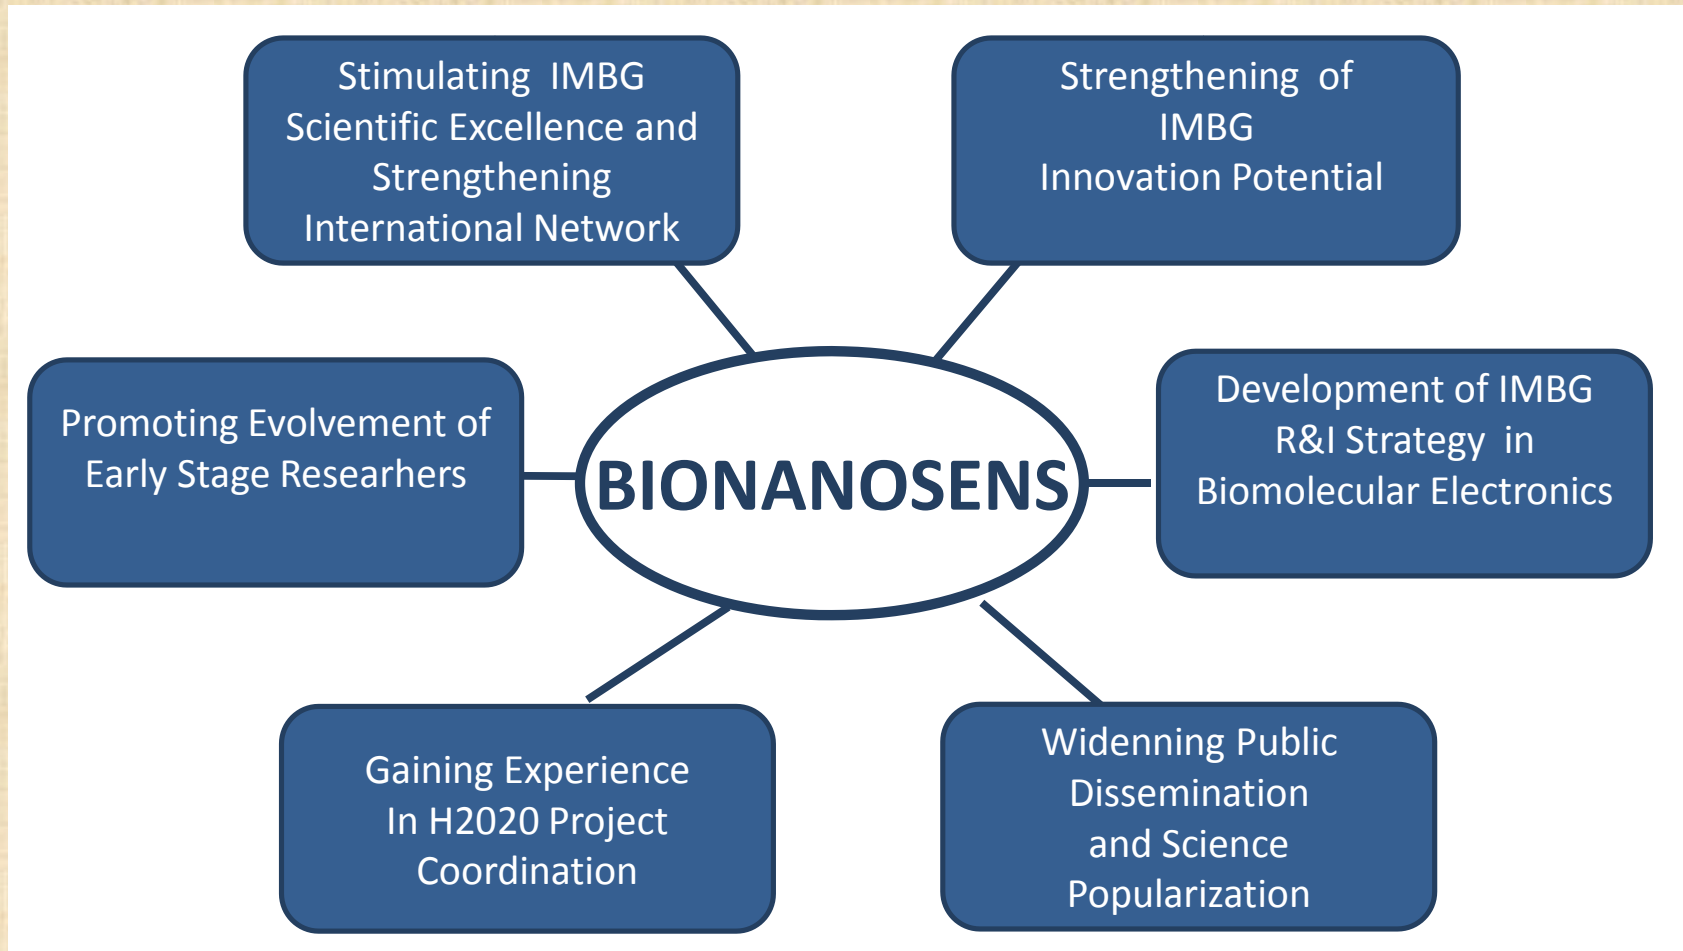 Stimulating IMBG
Scientific Excellence and
Strengthening
International Network
Strengthening of
IMBG
Innovation Potential
Promoting Evolvement of
Early Stage Researhers
BIONANOSENS
Development of IMBG
R&I Strategy in
Biomolecular Electronics
Gaining Experience
In H2020 Project
Coordination
Widenning Public
Dissemination
and Science
Popularization